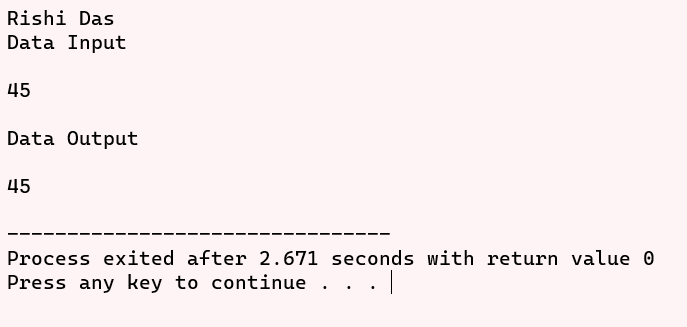 Rishi Das
Data Input
45
Data Output
45
--------------------------------
Process exited after 2.671 seconds with return value 0
Press any key to continue . . .